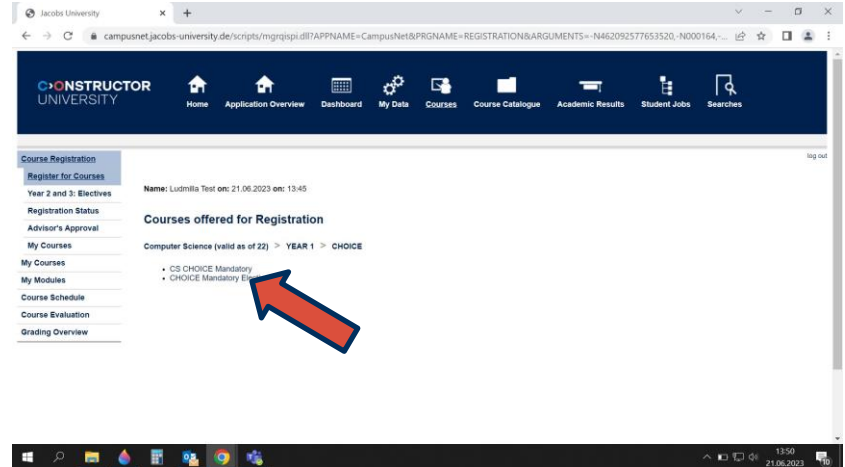 Jacobs University
campusnet.jacobs-university.de/scripts/mgrqispi.dll?APPNAME=CampusNet&PRGNAME=REGISTRATION&ARGUMENTS=-N462092577653520,-N000164,-...
CONSTRUCTOR
UNIVERSITY
Home
Application Overview
Dashboard
My Data
Courses
Course Catalogue
Academic Results
Student Jobs
Searches
Course Registration
log out
Register for Courses
Year 2 and 3: Electives
Registration Status
Advisor's Approval
My Courses
My Courses
My Modules
Course Schedule
Course Evaluation
Grading Overview
Name: Ludmilla Test on: 21.06.2023 on: 13:45
Courses offered for Registration
Computer Science (valid as of 22) > YEAR 1 > CHOICE
• CS CHOICE Mandatory
• CHOICE Mandatory
13:50
21.06.2023